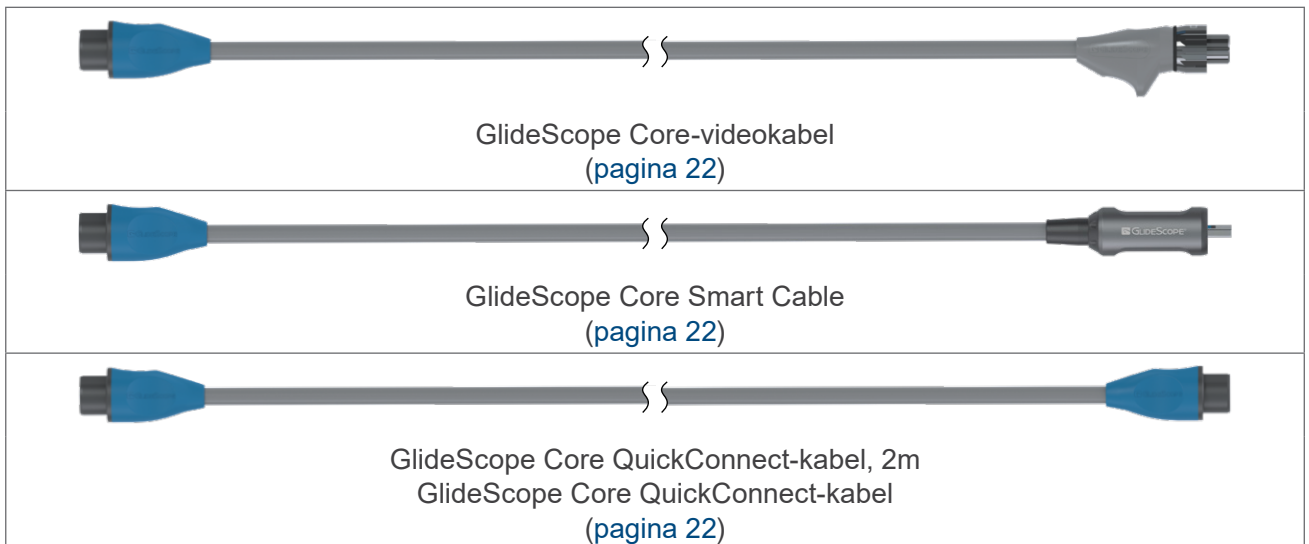 GlideScope Core-videokabel
(pagina 22)
GLIDESCOPE
GlideScope Core Smart Cable
(pagina 22)
GlideScope Core QuickConnect-kabel, 2m
GlideScope Core QuickConnect-kabel
(pagina 22)